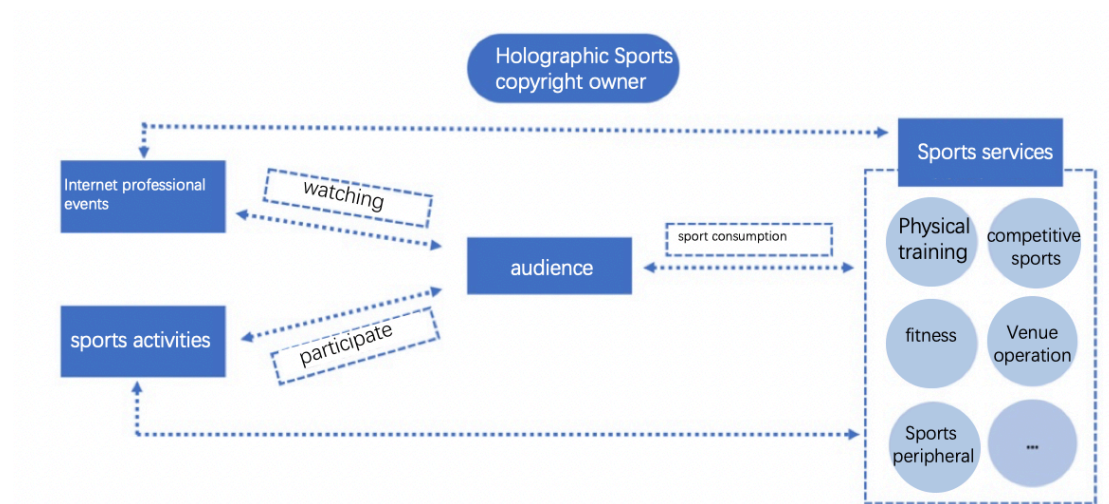 Holographic Sports
copyright owner
Sports services
Internet professional
events
watching
Physical
training
competitive
sports
sport consumption
audience
sports activities
participate
fitness
Venue
operation
Sports
peripheral
...